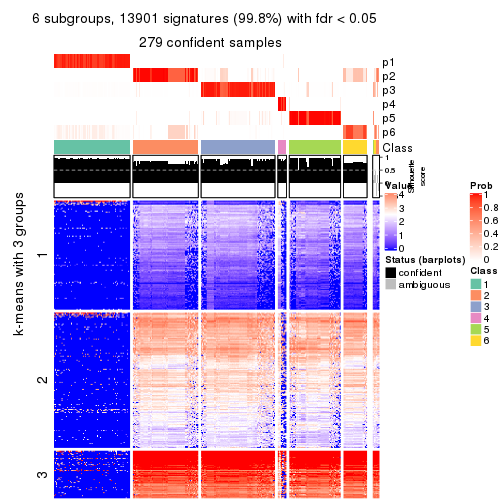 6 subgroups, 13901 signatures (99.8%) with fdr < 0.05
279 confident samples
p1
p2
p3
p4
p5
p6
Class
1
0.5
0
Silhouette
score
k-means with 3 groups
1
2
3
Value
4
3
2
1
0
Status (barplots)
confident
ambiguous
Prob
1
0.8
0.6
0.4
0.2
0
Class
1
2
3
4
5
6